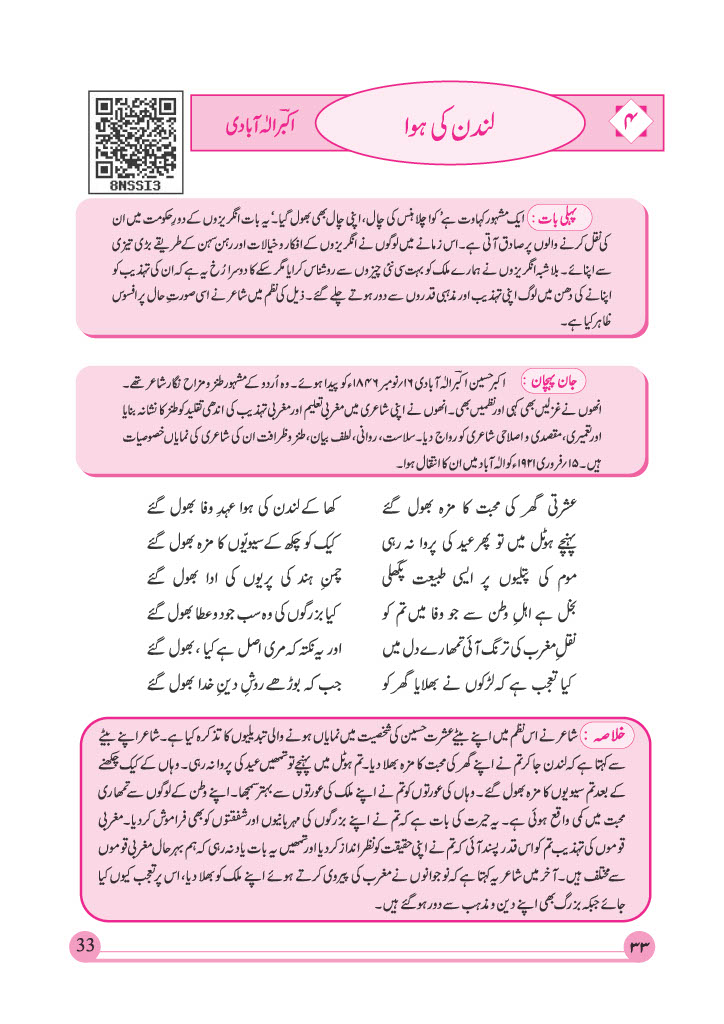 ۴
لندن کی ہوا
اکبرؔ الہٰ آبادی
8NSSI3
پہلی بات : ایک مشہور کہاوت ہے' کوا چلا ہنس کی چال، اپنی چال بھی بھول گیا۔' یہ بات انگریزوں کے دورِ حکومت میں ان
کی نقل کرنے والوں پر صادق آتی ہے۔ اس زمانے میں لوگوں نے انگریزوں کے افکار و خیالات اور رہن سہن کے طریقے بڑی تیزی
سے اپنائے۔ بلاشبہ انگریزوں نے ہمارے ملک کو بہت سی نئی چیزوں سے روشناس کرایا مگر سکے کا دوسرا رُخ یہ ہے کہ ان کی تہذیب کو
اپنانے کی دھن میں لوگ اپنی تہذیب اور مذہبی قدروں سے دور ہوتے چلے گئے۔ ذیل کی نظم میں شاعر نے اسی صورتِ حال پر افسوس
ظاہر کیا ہے۔
جان پہچان : اکبر حسین اکبرؔ الہٰ آبادی ۱۶؍نومبر ۱۸۴۶ء کو پیدا ہوئے۔ وہ اُردو کے مشہور طنز و مزاح نگار شاعر تھے۔
انھوں نے غزلیں بھی کہی اور نظمیں بھی۔ انھوں نے اپنی شاعری میں مغربی تعلیم اور مغربی تہذیب کی اندھی تقلید کو طنز کا نشانہ بنایا
اور تعمیری، مقصدی و اصلاحی شاعری کو رواج دیا۔ سلاست، روانی، لطف بیان، طنز و ظرافت ان کی شاعری کی نمایاں خصوصیات
ہیں۔ ۱۵؍فروری ۱۹۲۱ء کو الہٰ آباد میں ان کا انتقال ہوا۔
عشرتی گھر کی محبت کا مزہ بھول گئے کھا کے لندن کی ہوا عہدِ وفا بھول گئے
پہنچے ہوٹل میں تو پھر عید کی پروا نہ رہی کیک کو چکھ کے سیویّوں کا مزہ بھول گئے
موم کی پتلیوں پر ایسی طبیعت پگھلی چمنِ ہند کی پریوں کی ادا بھول گئے
بخل ہے اہلِ وطن سے جو وفا میں تم کو کیا بزرگوں کی وہ سب جود و عطا بھول گئے
نقلِ مغرب کی ترنگ آئی تمھارے دل میں اور یہ نکتہ کہ مری اصل ہے کیا، بھول گئے
کیا تعجب ہے کہ لڑکوں نے بھلایا گھر کو جب کہ بوڑھے روشِ دینِ خدا بھول گئے
خلاصہ : شاعر نے اس نظم میں اپنے بیٹے عشرت حسین کی شخصیت میں نمایاں ہونے والی تبدیلیوں کا تذکرہ کیا ہے۔ شاعر اپنے بیٹے
سے کہتا ہے کہ لندن جا کر تم نے اپنے گھر کی محبت کا مزہ بھلا دیا۔ تم ہوٹل میں پہنچے تو تمھیں عید کی پروا نہ رہی۔ وہاں کے کیک چکھنے
کے بعد تم سیویوں کا مزہ بھول گئے۔ وہاں کی عورتوں کو تم نے اپنے ملک کی عورتوں سے بہتر سمجھا۔ اپنے وطن کے لوگوں سے تمھاری
محبت میں کمی واقع ہوئی ہے۔ یہ حیرت کی بات ہے کہ تم نے اپنے بزرگوں کی مہربانیوں اور شفقتوں کو بھی فراموش کر دیا۔ مغربی
قوموں کی تہذیب تم کو اس قدر پسند آئی کہ تم نے اپنی حقیقت کو نظر انداز کر دیا اور تمھیں یہ بات یاد نہ رہی کہ ہم بہر حال مغربی قوموں
سے مختلف ہیں۔ آخر میں شاعر یہ کہتا ہے کہ نوجوانوں نے مغرب کی پیروی کرتے ہوئے اپنے ملک کو بھلا دیا، اس پر تعجب کیوں کیا
جائے جبکہ بزرگ بھی اپنے دین و مذہب سے دور ہو گئے ہیں۔
33
۳۳